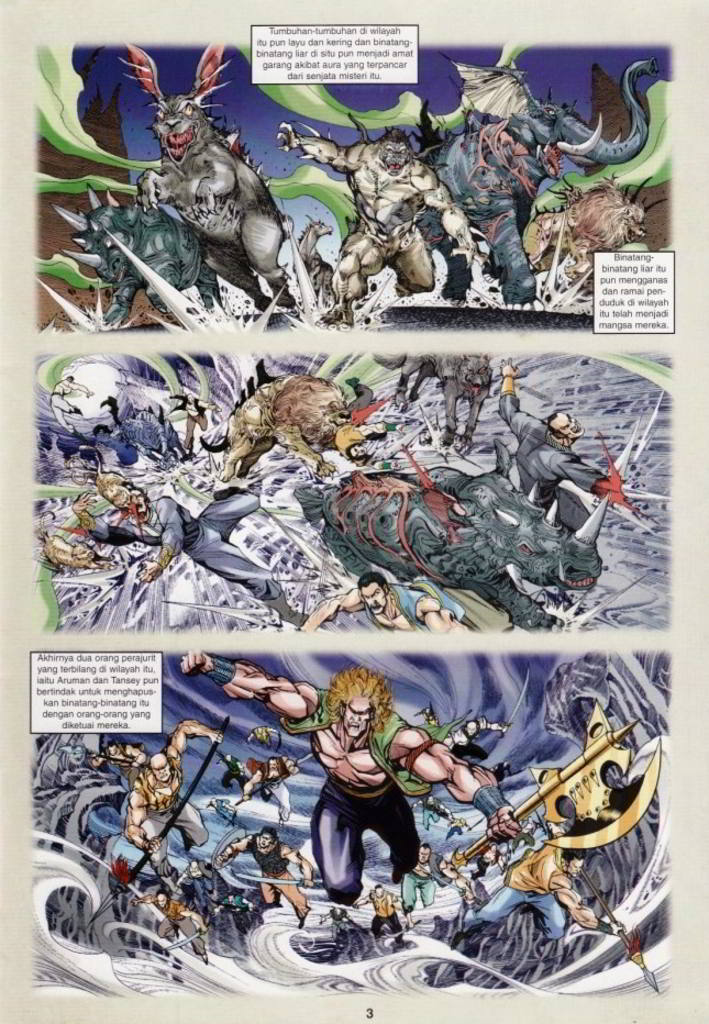 Tumbuhan-tumbuhan di wilayah
itu pun layu dan kering dan binatang-
binatang liar di situ pun menjadi amat
garang akibat aura yang terpancar
dari senjata misteri itu.
Binatang-
binatang liar itu
pun mengganas
dan ramai pen-
duduk di wilayah
itu telah menjadi
mangsa mereka.
Akhirnya dua orang perajurit
yang terbilang di wilayah itu,
iaitu Aruman dan Tansey pun
bertindak untuk menghapus-
kan binatang-binatang itu
dengan orang-orang yang
diketuai mereka.
3